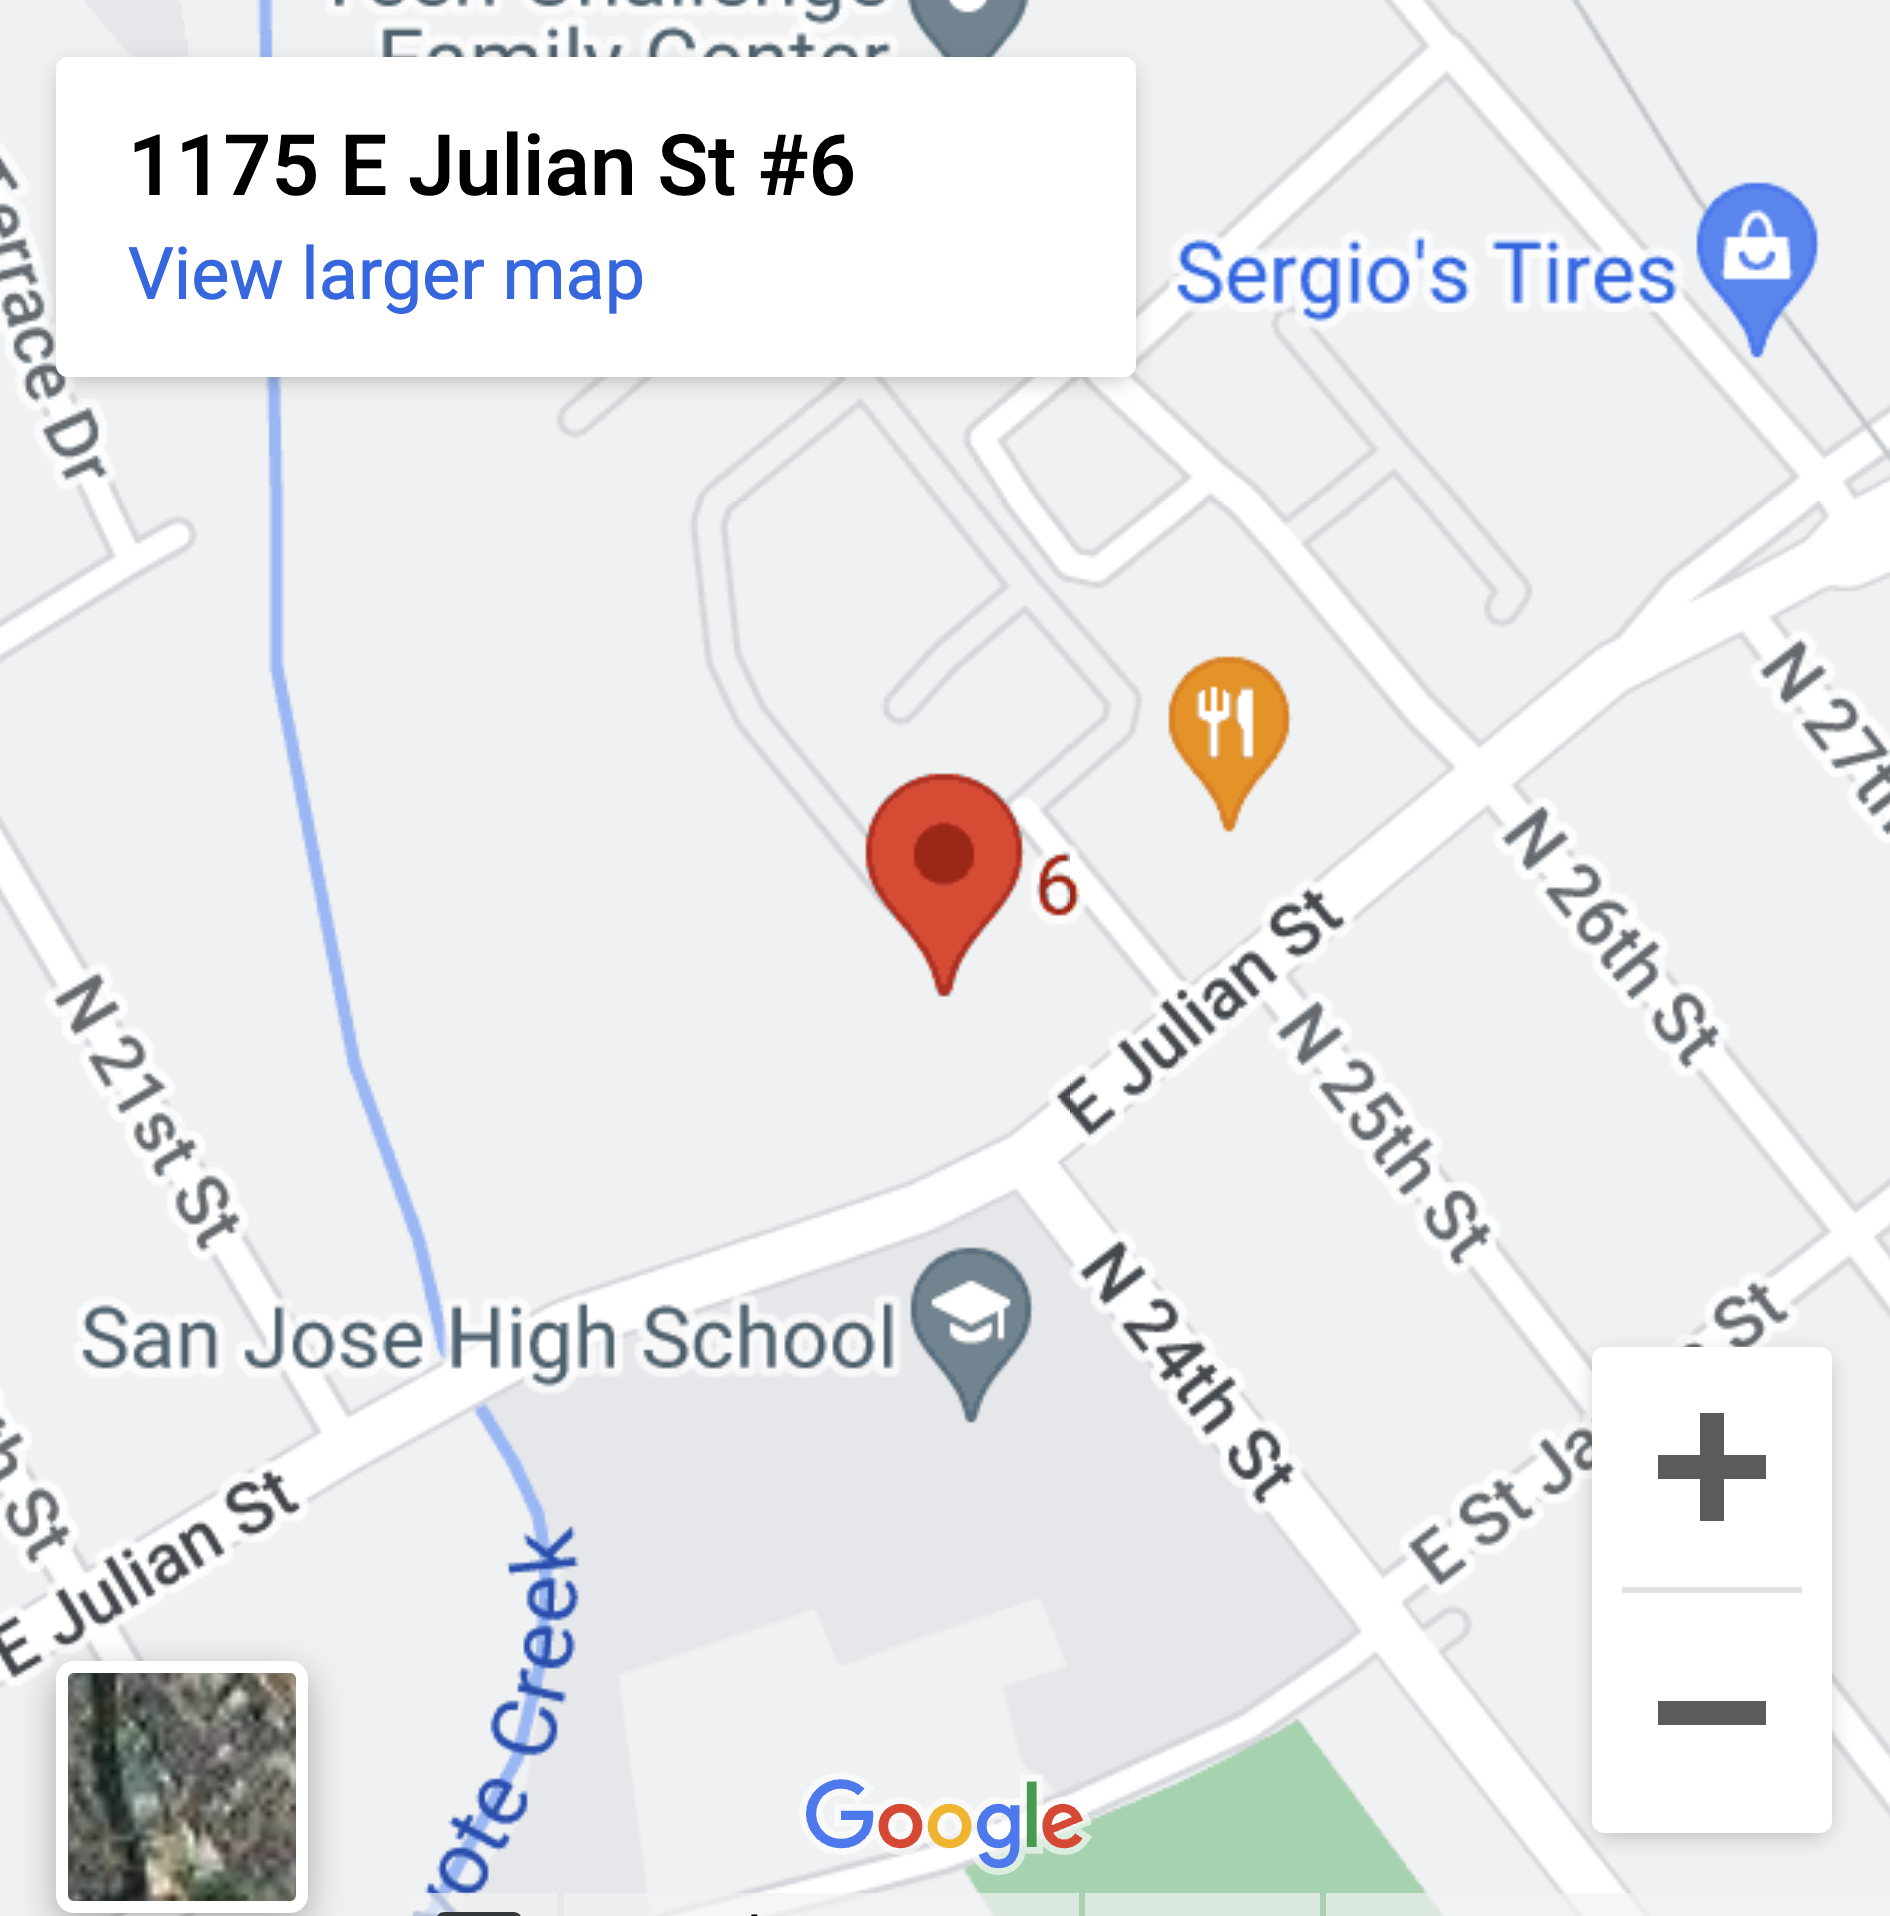 Family Center
1175 E Julian St #6
View larger map
Terrace Dr
Sergio's Tires
N 27th
6
N 26th St
E Julian St
N 25th St
N 21st St
San Jose High School
N 24th St
St
E St Ja
h St
E Julian St
yote Creek
Google